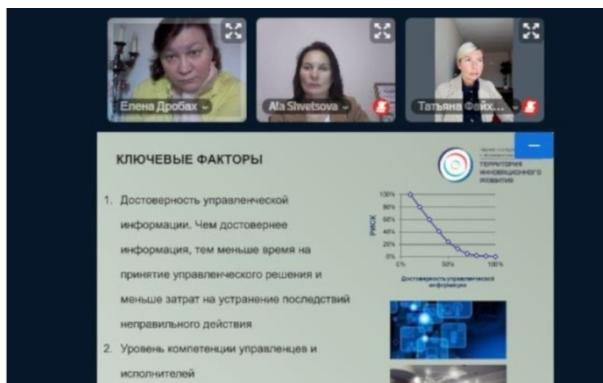 Елена Дробах
Alla Shvetsova
Татьяна Файх...
КЛЮЧЕВЫЕ ФАКТОРЫ
ТЕРРИТОРИЯ
ИННОВАЦИОННОГО
РАЗВИТИЯ
1. Достоверность управленческой
информации. Чем достовернее
информация, тем меньше время на
принятие управленческого решения и
меньше затрат на устранение последствий
неправильного действия
2. Уровень компетенции управленцев и
исполнителей
РИСК
100%
80%
60%
40%
20%
0%
0% 50% 100%
Достоверность управленческой
информации